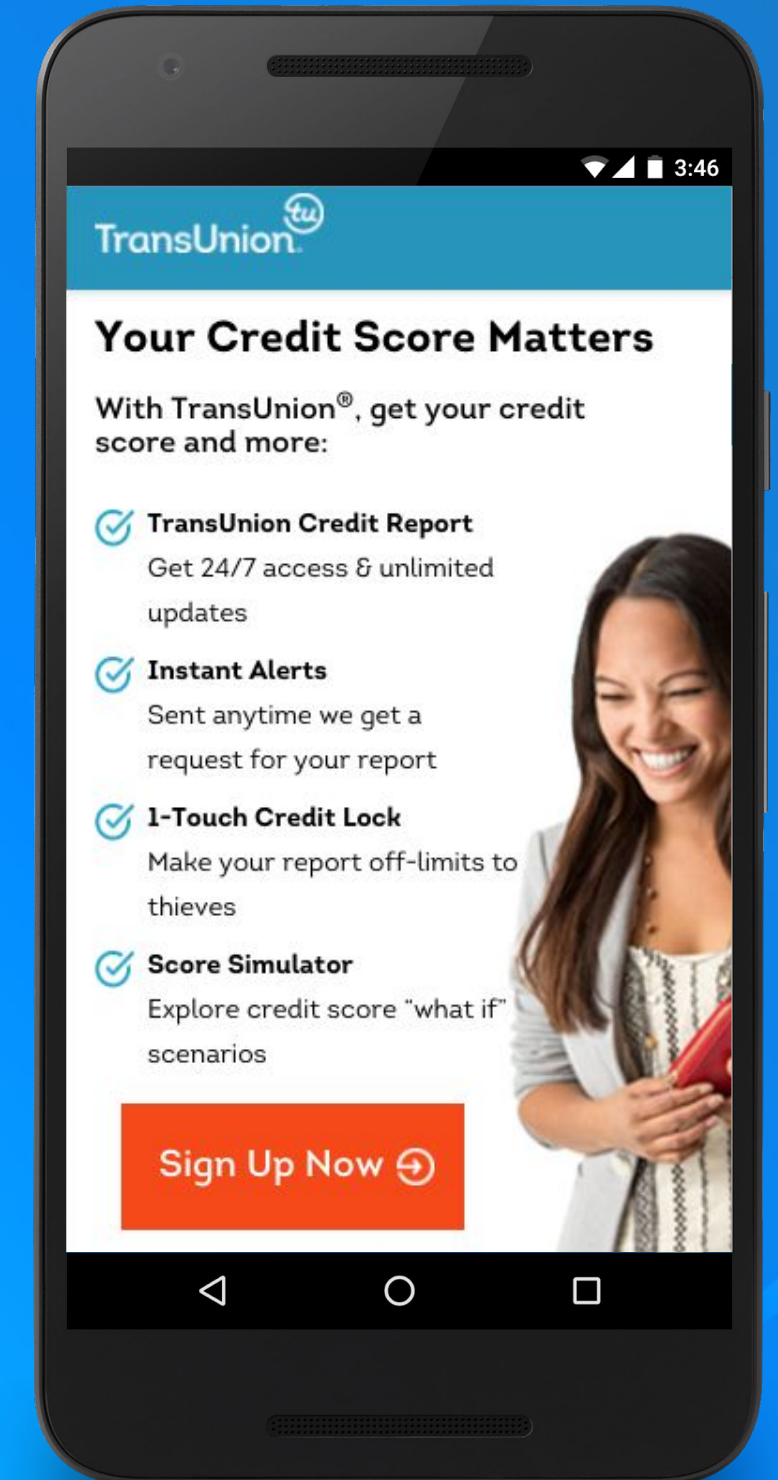 3:46
tu
TransUnion
Your Credit Score Matters
With TransUnion®, get your credit
score and more:
TransUnion Credit Report
Get 24/7 access & unlimited
updates
Instant Alerts
Sent anytime we get a
request for your report
1-Touch Credit Lock
Make your report off-limits to
thieves
Score Simulator
Explore credit score “what if”
scenarios
Sign Up Now